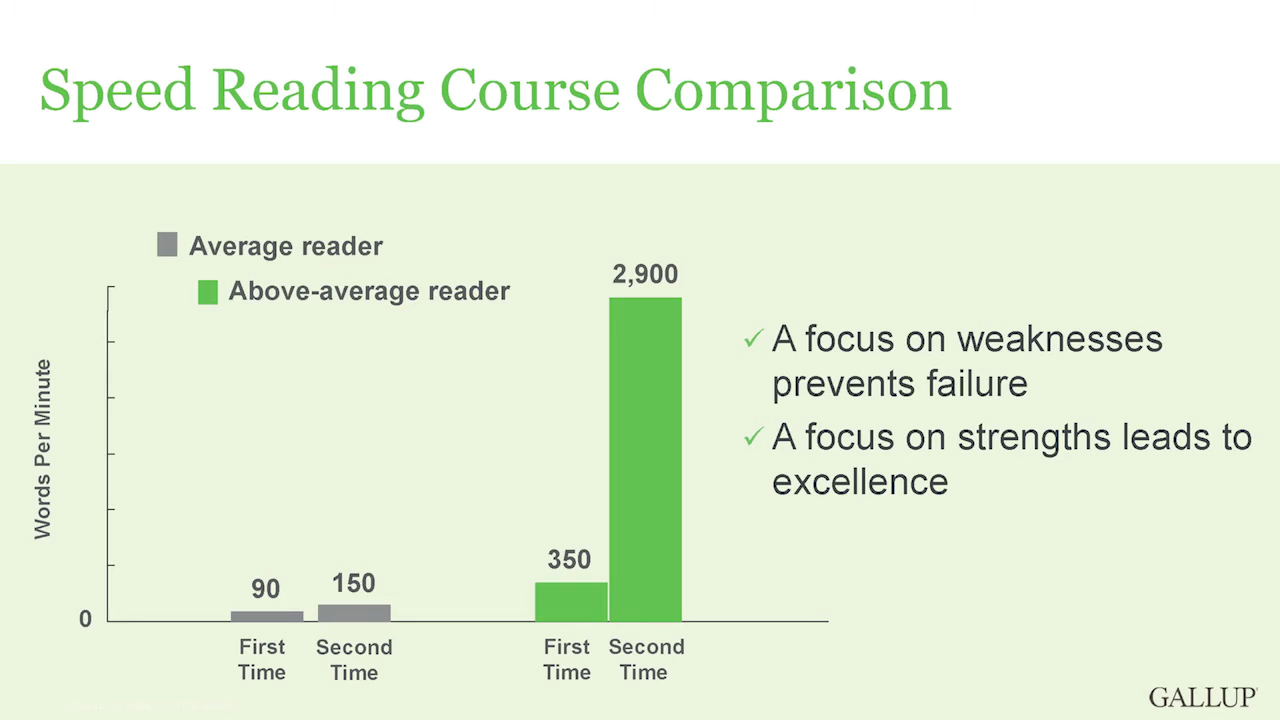 Speed Reading Course Comparison
Average reader
Above-average reader
Words Per Minute
0
90
150
350
2,900
First Time
Second Time
First Time
Second Time
A focus on weaknesses
prevents failure
A focus on strengths leads to
excellence
GALLUP